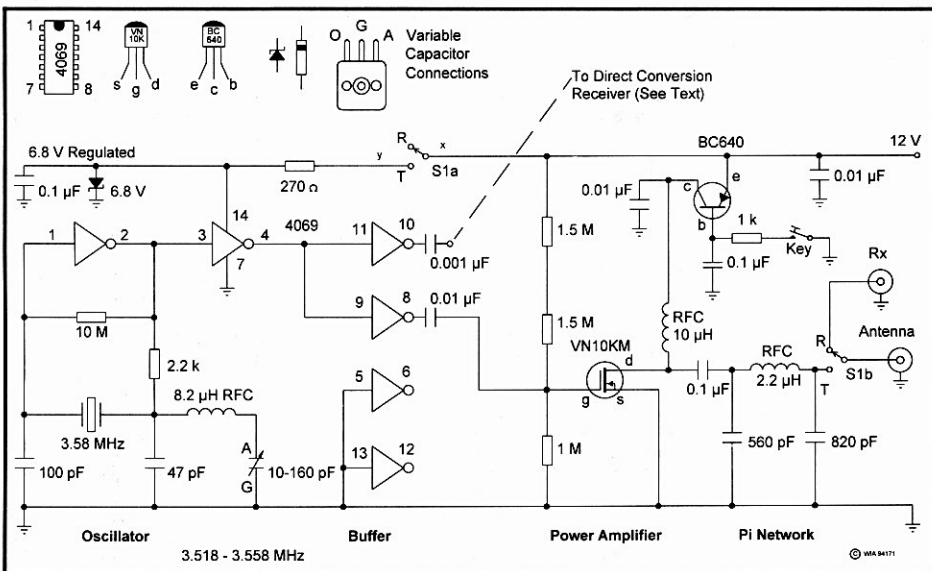 1 14
4069
7 8
VN
10K
s g d
BC
640
e c b
O G A
Variable
Capacitor
Connections
To Direct Conversion
Receiver (See Text)
6.8 V Regulated
0.1 µF
6.8 V
270 Ω
y
R
x
T
S1a
BC640
12 V
0.01 µF
c
e
b
0.01 µF
1 k
Key
0.1 µF
Rx
1 2
3 14 4
7
4069
11 10
0.001 µF
9 8
0.01 µF
1.5 M
1.5 M
10 M
2.2 k
RFC
10 µH
VN10KM
d
g s
0.1 µF
RFC
2.2 µH
R
T
S1b
Antenna
5 6
8.2 µH RFC
3.58 MHz
A
G
10-160 pF
13 12
1 M
560 pF
820 pF
100 pF
47 pF
Oscillator
Buffer
Power Amplifier
Pi Network
3.518 - 3.558 MHz
© WIA 94171